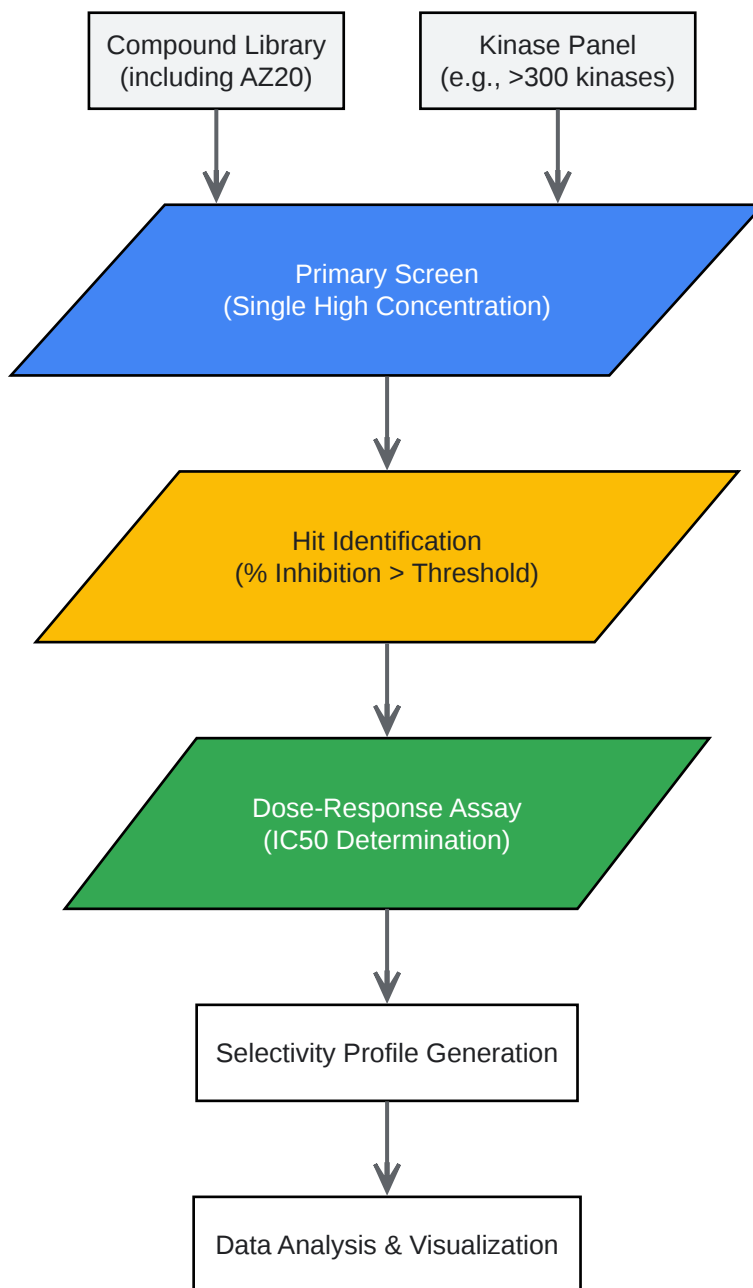 Compound Library
(including AZ20)
Kinase Panel
(e.g., >300 kinases)
Primary Screen
(Single High Concentration)
Hit Identification
(% Inhibition > Threshold)
Dose-Response Assay
(IC50 Determination)
Selectivity Profile Generation
Data Analysis & Visualization